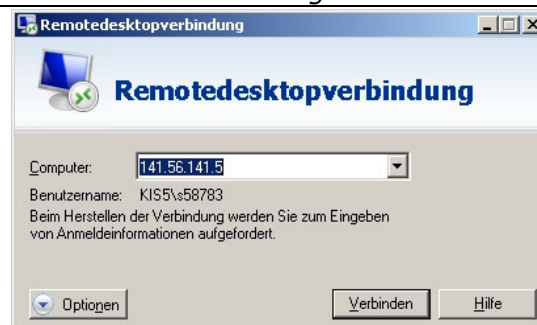 Remotedesktopverbindung
Remotedesktopverbindung
Computer: 141.56.141.5
Benutzername: KIS5\s58783
Beim Herstellen der Verbindung werden Sie zum Eingeben
von Anmeldeinformationen aufgefordert.
Optionen Verbinden Hilfe